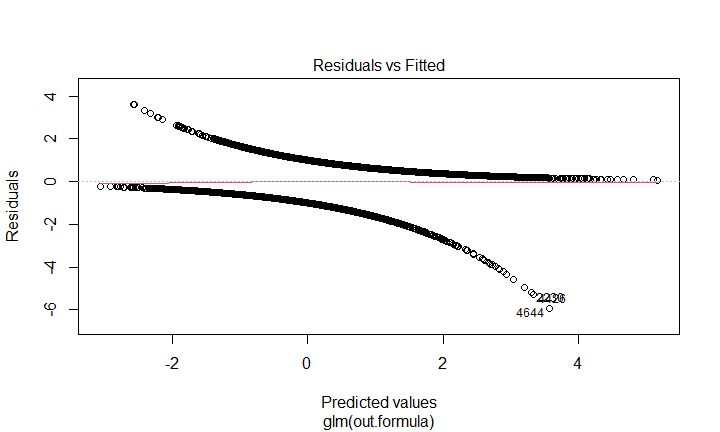 Residuals vs Fitted
Residuals
4
2
0
-2
-4
-6
4644
-2
0
2
4
Predicted values
glm(out.formula)